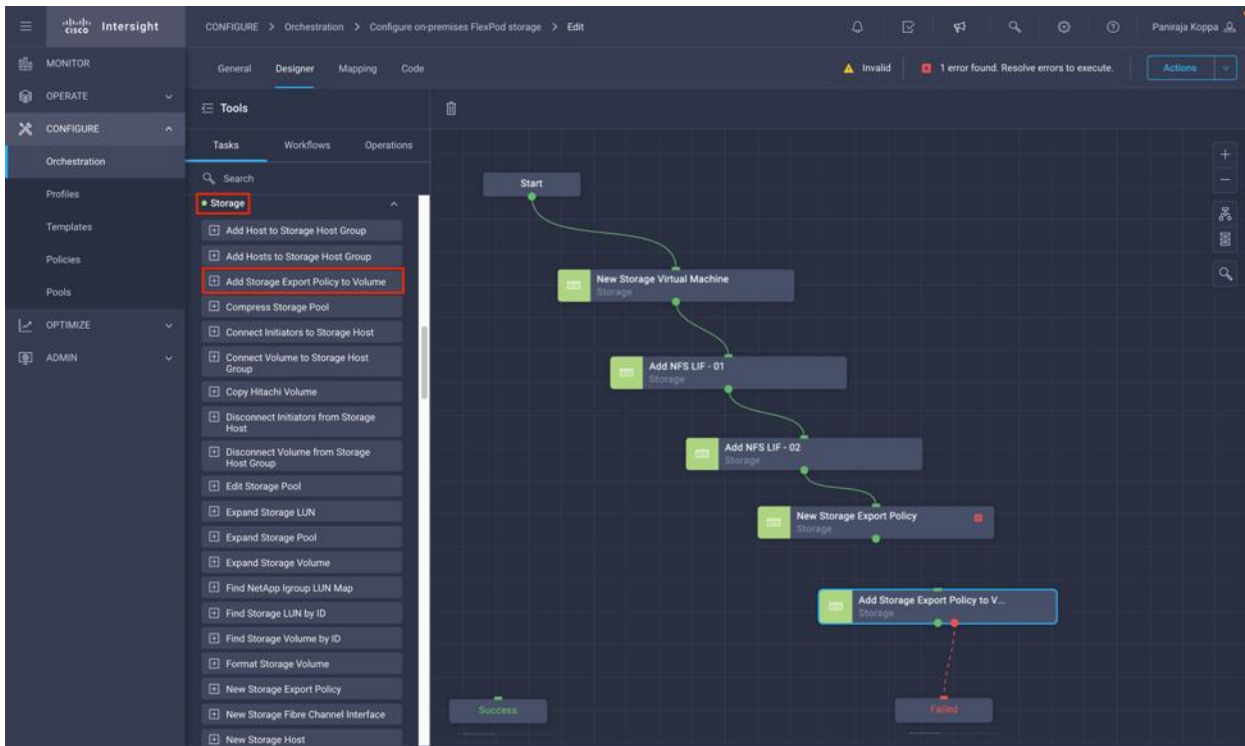 cisco Intersight
CONFIGURE > Orchestration > Configure on-premises FlexPod storage > Edit
Paniraja Koppa
MONITOR
OPERATE
CONFIGURE
Orchestration
Profiles
Templates
Policies
Pools
OPTIMIZE
ADMIN
General Designer Mapping Code
Invalid
1 error found. Resolve errors to execute.
Actions
Tools
Tasks Workflows Operations
Search
Storage
Add Host to Storage Host Group
Add Hosts to Storage Host Group
Add Storage Export Policy to Volume
Compress Storage Pool
Connect Initiators to Storage Host
Connect Volume to Storage Host
Group
Copy Hitachi Volume
Disconnect Initiators from Storage
Host
Disconnect Volume from Storage
Host Group
Edit Storage Pool
Expand Storage LUN
Expand Storage Pool
Expand Storage Volume
Find NetApp Igroup LUN Map
Find Storage LUN by ID
Find Storage Volume by ID
Format Storage Volume
New Storage Export Policy
New Storage Fibre Channel Interface
New Storage Host
Start
New Storage Virtual Machine
Storage
Add NFS LIF - 01
Storage
Add NFS LIF - 02
Storage
New Storage Export Policy
Storage
Add Storage Export Policy to V...
Storage
Success
Failed